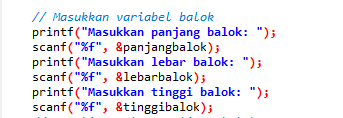 // Masukkan variabel balok
printf("Masukkan panjang balok: ");
scanf("%f", &panjangbalok);
printf("Masukkan lebar balok: ");
scanf("%f", &lebarbalok);
printf("Masukkan tinggi balok: ");
scanf("%f", &tinggibalok);